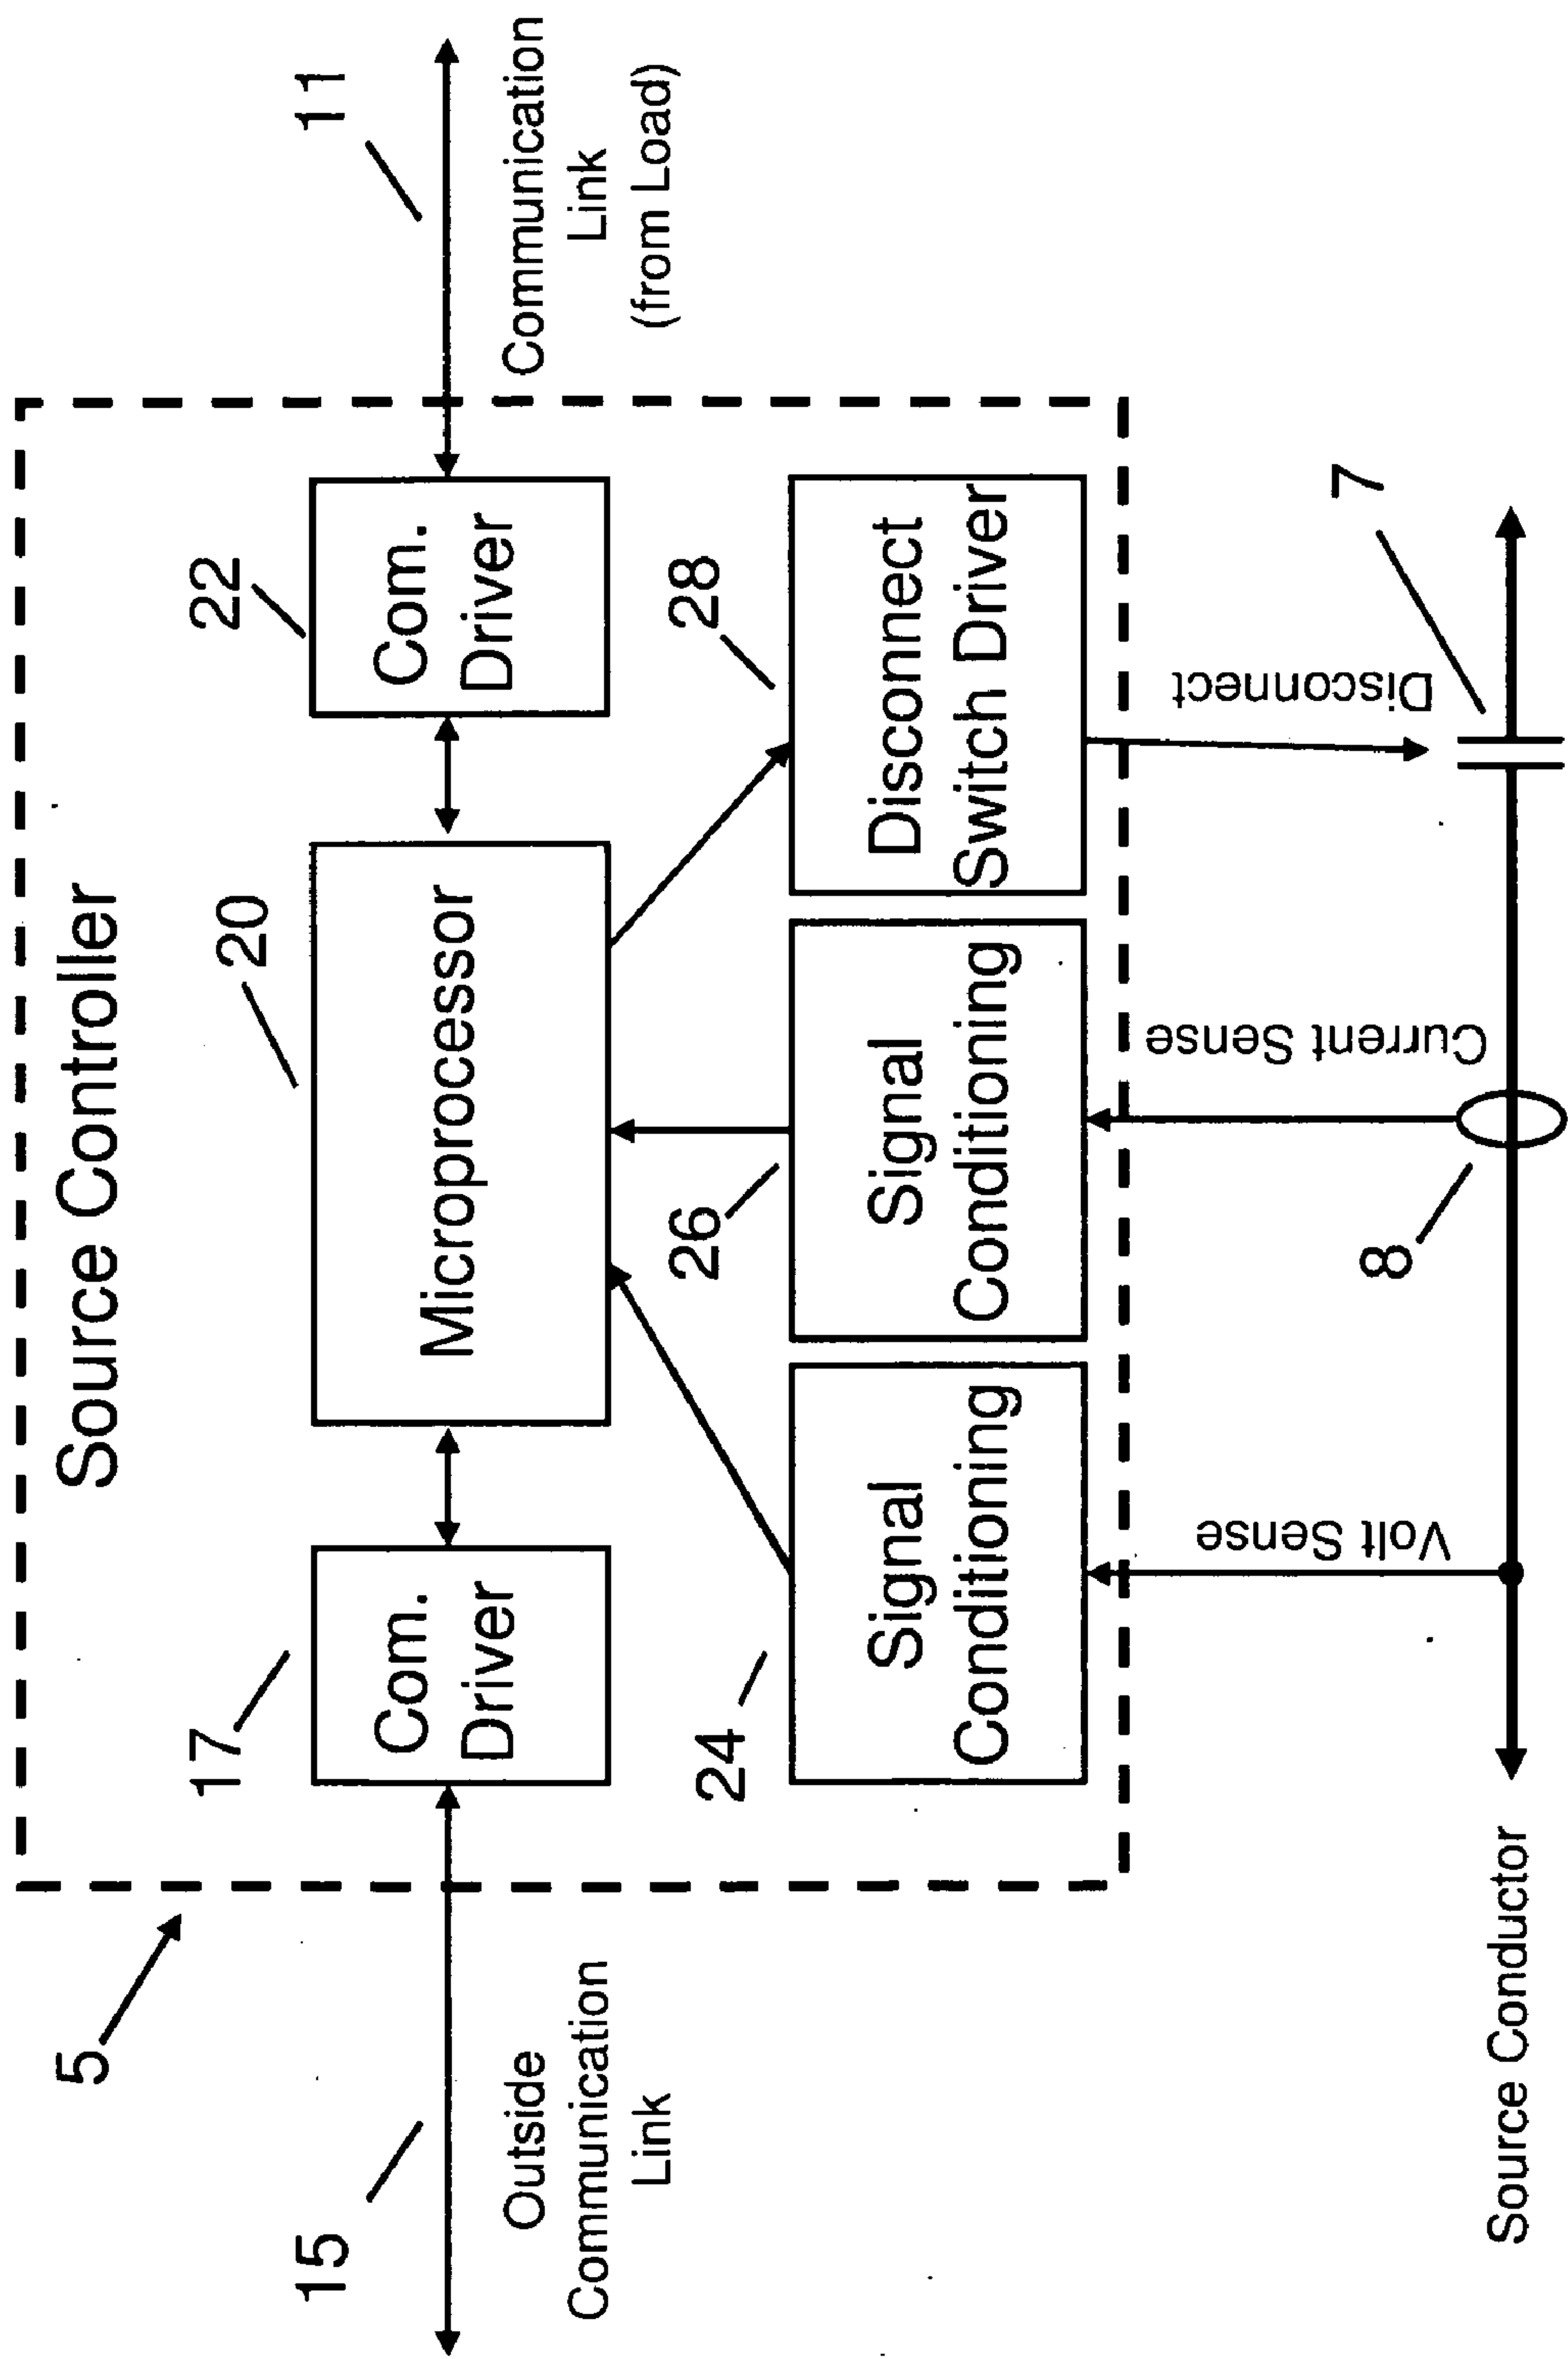 Source Controller
5
15
17
20
22
11
Outside
Communication
Link
Com.
Driver
Microprocessor
Com.
Driver
Communication
Link
(from Load)
24
26
28
Signal
Conditioning
Signal
Conditioning
Disconnect
Switch Driver
Volt Sense
Current Sense
Disconnect
8
7
Source Conductor